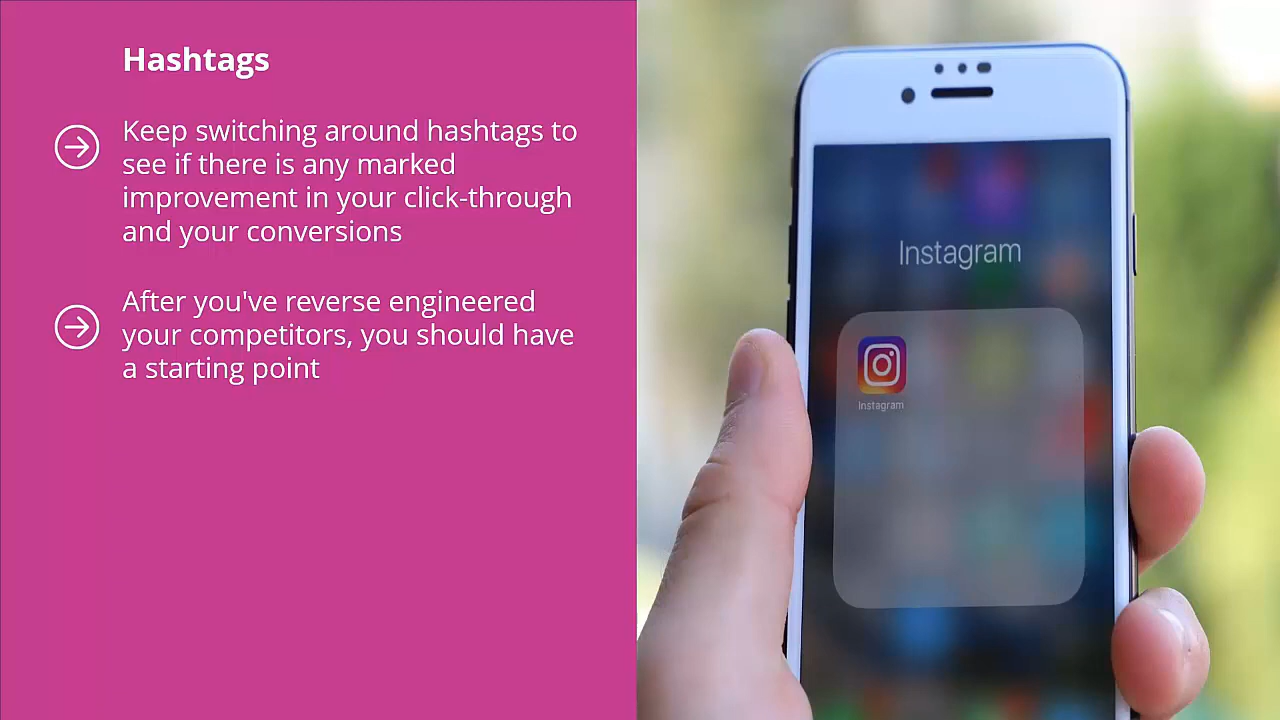 Hashtags
Keep switching around hashtags to
see if there is any marked
improvement in your click-through
and your conversions
After you've reverse engineered
your competitors, you should have
a starting point
Instagram
Instagram